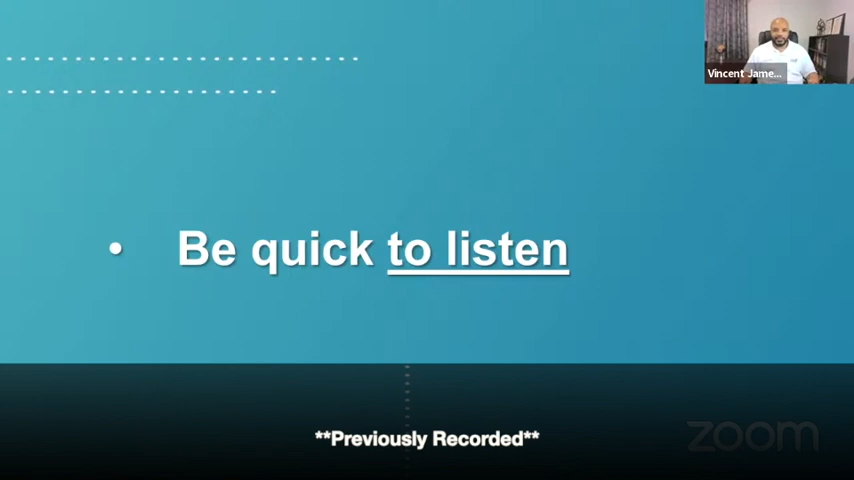 Vincent Jame...
• Be quick to listen
**Previously Recorded**
zoom